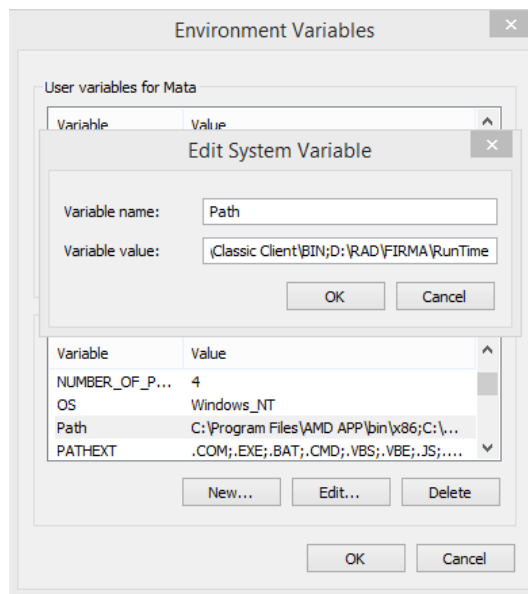 Environment Variables
User variables for Mata
Variable Value
Edit System Variable
Variable name: Path
Variable value: \Classic Client\BIN;D:\RAD\FIRMA\RunTime
OK Cancel
Variable Value
NUMBER_OF_P... 4
OS Windows_NT
Path C:\Program Files\AMD APP\bin\x86;C:\...
PATHEXT .COM;.EXE;.BAT;.CMD;.VBS;.VBE;.JS;....
New... Edit... Delete
OK Cancel